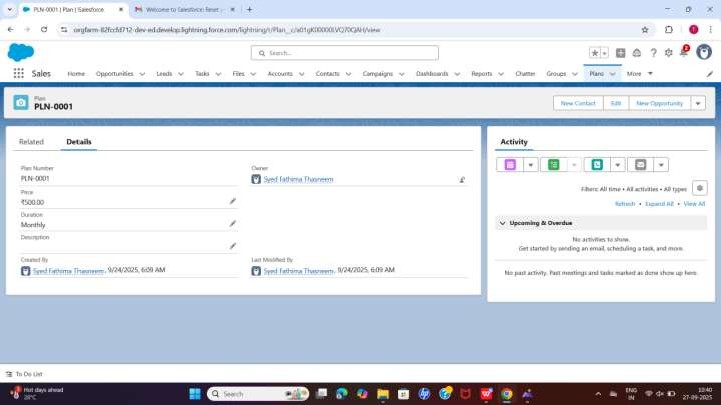 PLN-0001 | Plan | Salesforce
Welcome to Salesforce: Reset
orgfarm-82fccfd712-dev-ed.develop.lightning.force.com/lightning/r/Plan__c/
/view
Search...
Sales
Home
Opportunities
Leads
Tasks
Files
Accounts
Contacts
Campaigns
Dashboards
Reports
Chatter
Groups
Plans
More
Plan
PLN-0001
New Contact
Edit
New Opportunity
Related
Details
Plan Number
PLN-0001
Price
₹500.00
Duration
Monthly
Description
Created By
Syed Fathima Thasneem, 9/24/2025, 6:09 AM
Owner
Syed Fathima Thasneem
Last Modified By
Syed Fathima Thasneem, 9/24/2025, 6:09 AM
Activity
Filters: All time • All activities • All types
Refresh • Expand All • View All
Upcoming & Overdue
No activities to show.
Get started by sending an email, scheduling a task, and more.
No past activity. Past meetings and tasks marked as done show up here.
To Do List
Hot days ahead
28°C
Search
ENG
IN
10:40
27-09-2025